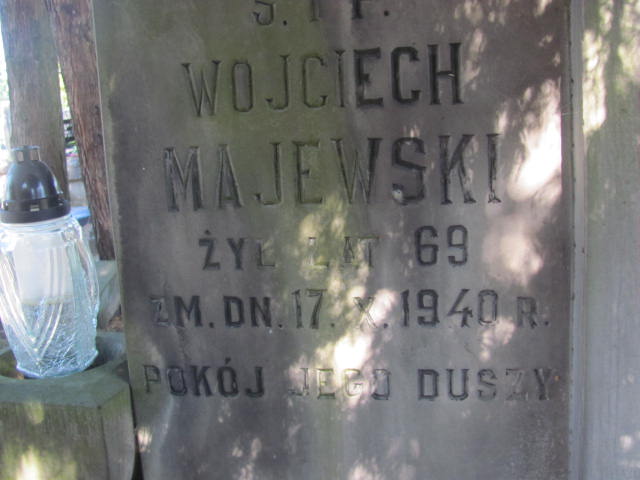 Ś. I P.
WOJCIECH
MAJEWSKI
ŻYŁ LAT 69
ZM. DN. 17. X. 1940 R.
POKÓJ JEGO DUSZY